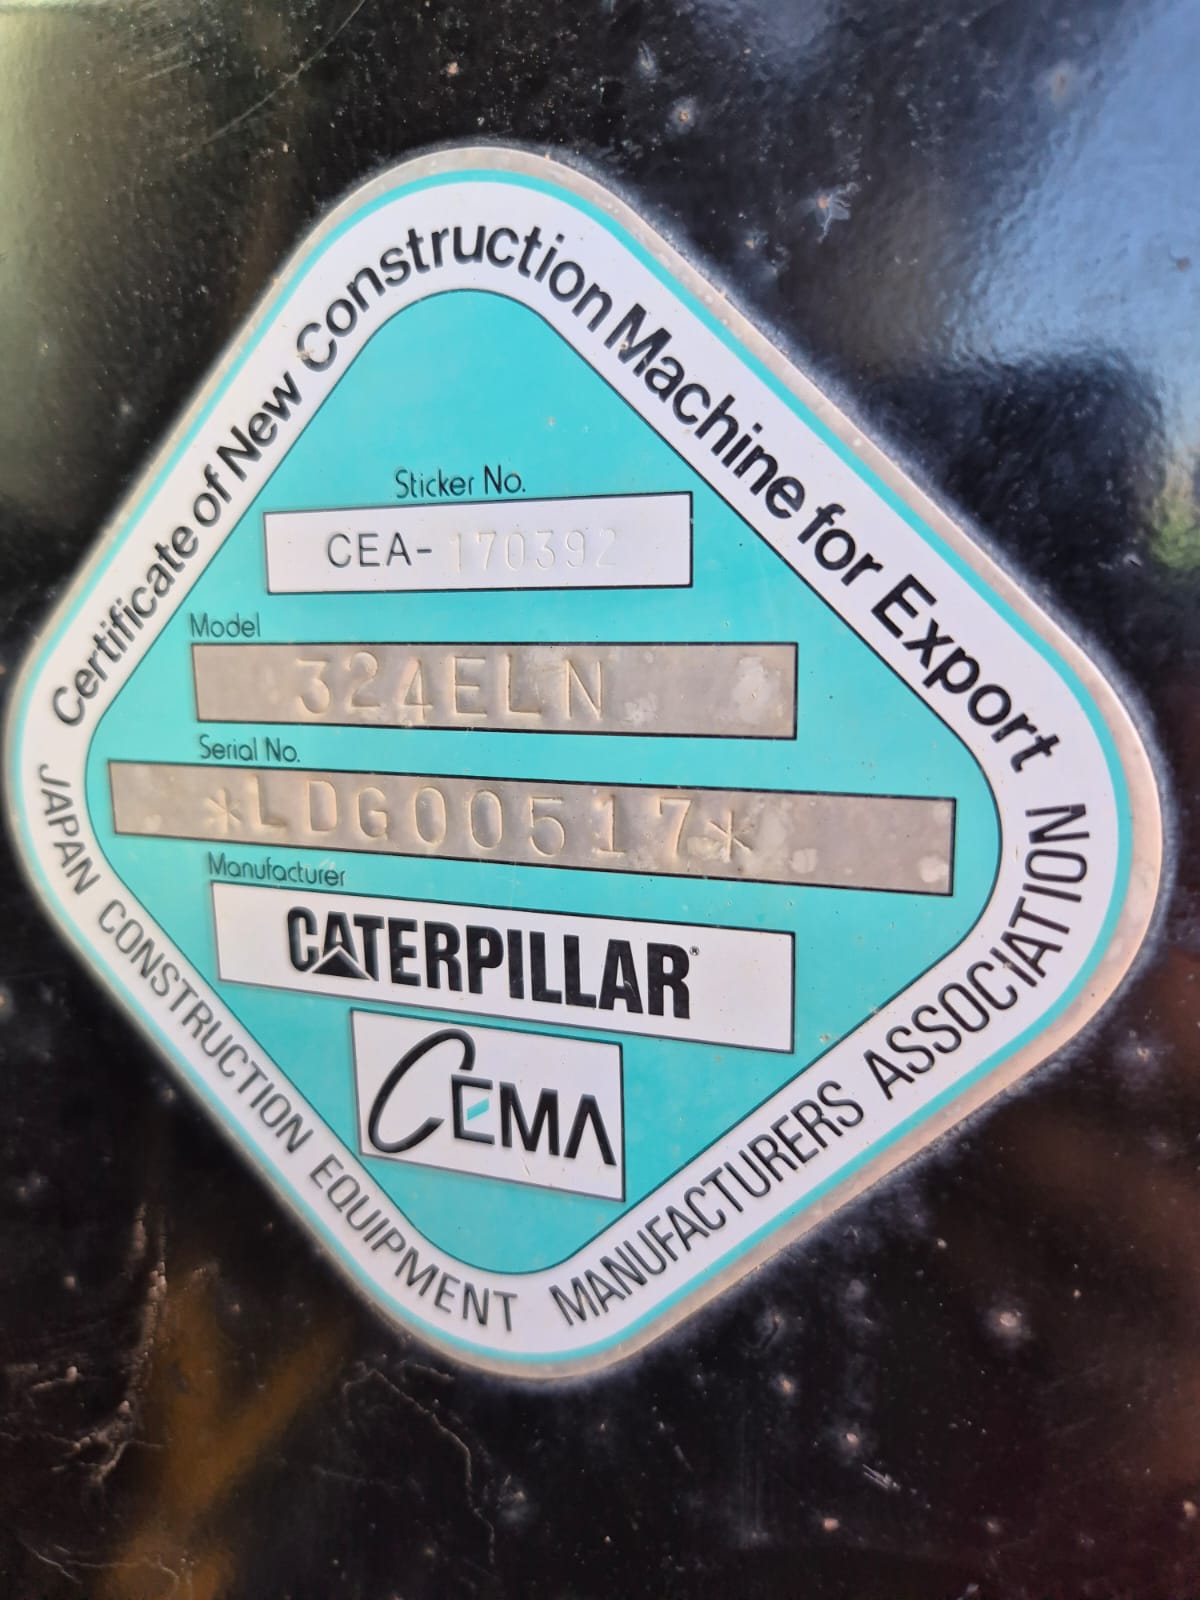 Certificate of New Construction Machine for Export
Sticker No.
CEA-170392
Model
324ELN
Serial No.
*LDG00517*
Manufacturer
CATERPILLAR®
CEMA
JAPAN CONSTRUCTION EQUIPMENT MANUFACTURERS ASSOCIATION